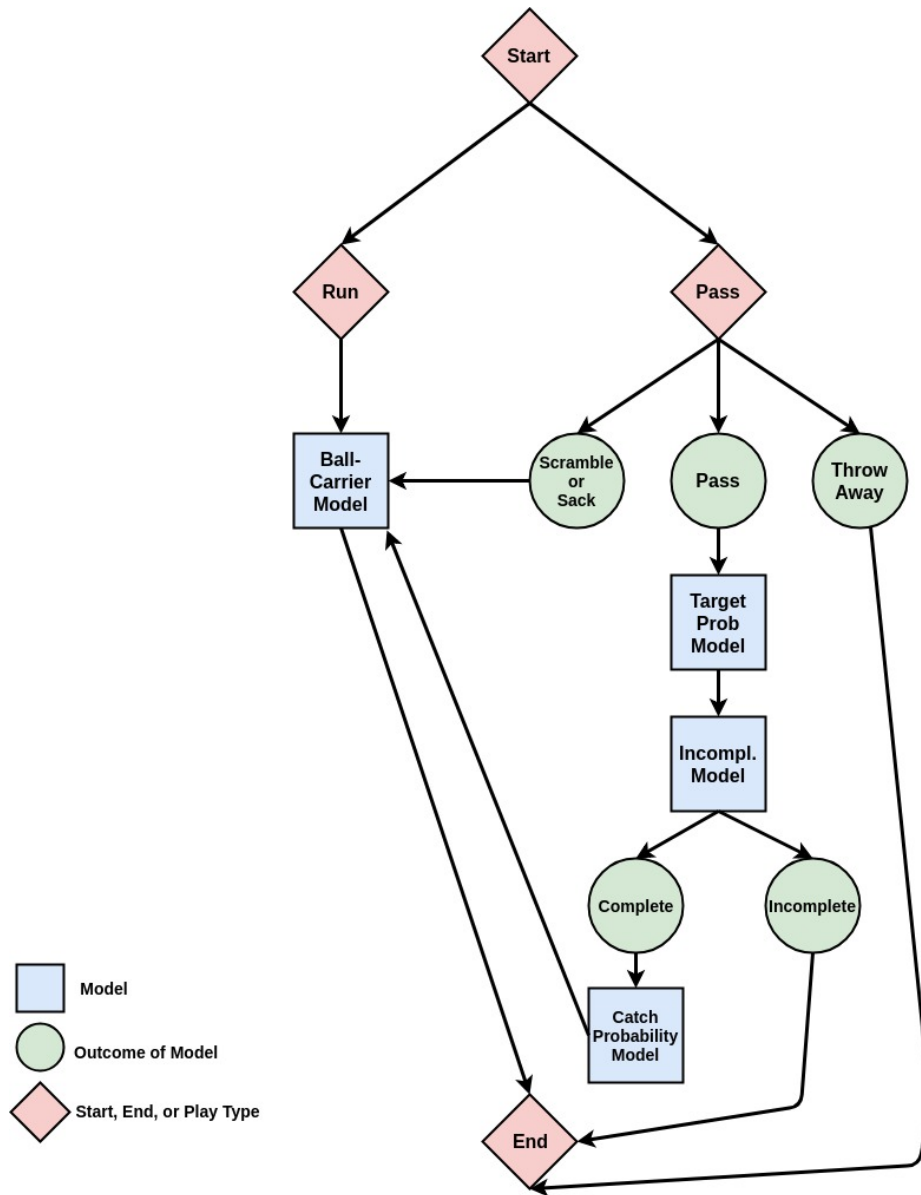 Start
Run
Pass
Ball-
Carrier
Model
Scramble
or
Sack
Pass
Throw
Away
Target
Prob
Model
Incompl.
Model
Complete
Incomplete
Catch
Probability
Model
End
Model
Outcome of Model
Start, End, or Play Type